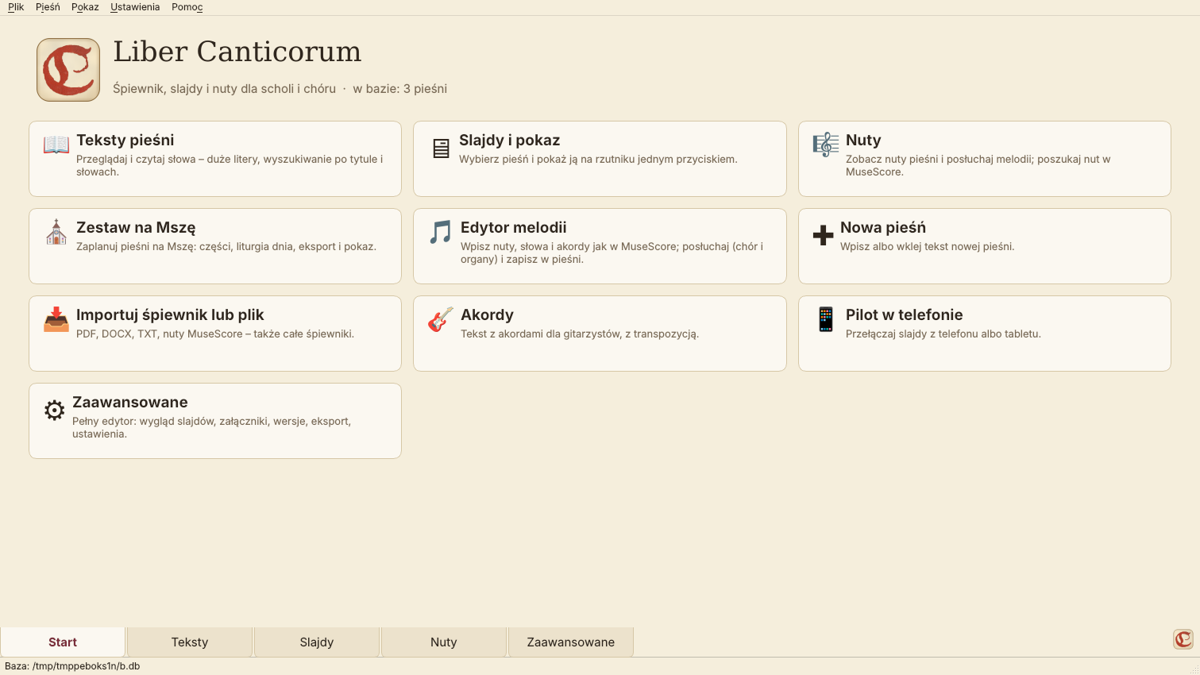 Plik Pieśń Pokaz Ustawienia Pomoc
Liber Canticorum
Śpiewnik, slajdy i nuty dla scholi i chóru · w bazie: 3 pieśni
Teksty pieśni
Przeglądaj i czytaj słowa – duże litery, wyszukiwanie po tytule i
słowach.
Slajdy i pokaz
Wybierz pieśń i pokaż ją na rzutniku jednym przyciskiem.
Nuty
Zobacz nuty pieśni i posłuchaj melodii; poszukaj nut w
MuseScore.
Zestaw na Mszę
Zaplanuj pieśni na Mszę: części, liturgia dnia, eksport i pokaz.
Edytor melodii
Wpisz nuty, słowa i akordy jak w MuseScore; posłuchaj (chór i
organy) i zapisz w pieśni.
Nowa pieśń
Wpisz albo wklej tekst nowej pieśni.
Importuj śpiewnik lub plik
PDF, DOCX, TXT, nuty MuseScore – także całe śpiewniki.
Akordy
Tekst z akordami dla gitarzystów, z transpozycją.
Pilot w telefonie
Przełączaj slajdy z telefonu albo tabletu.
Zaawansowane
Pełny edytor: wygląd slajdów, załączniki, wersje, eksport,
ustawienia.
Start Teksty Slajdy Nuty Zaawansowane
Baza: /tmp/tmppeboks1n/b.db